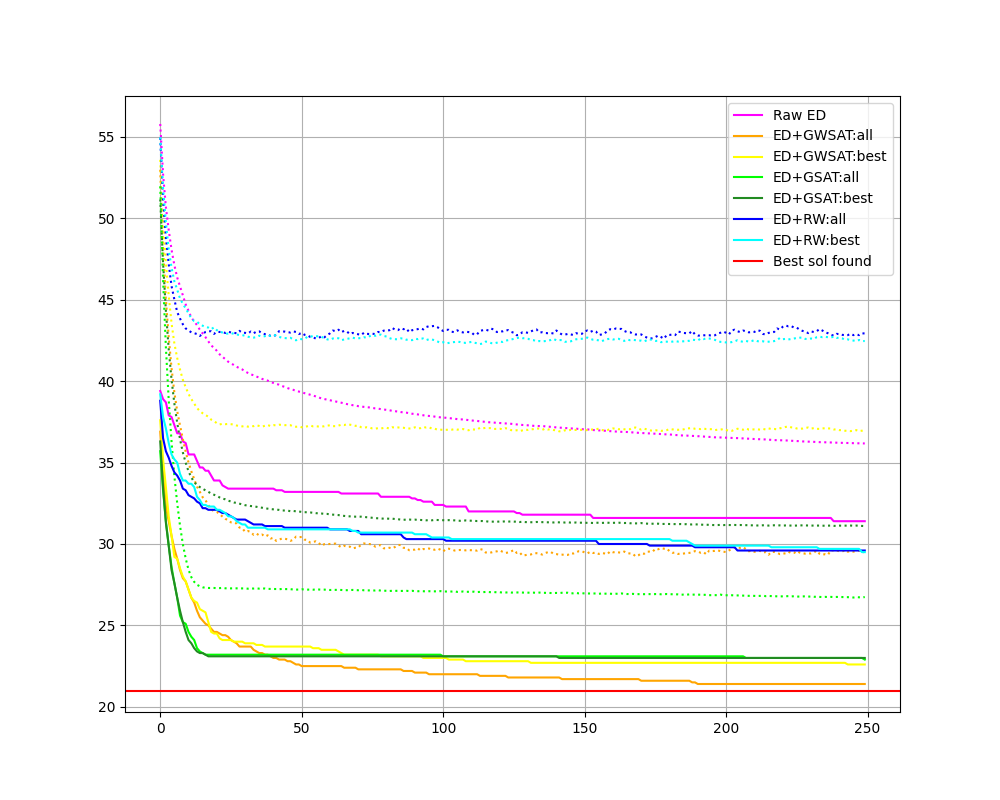 55
50
45
40
35
30
25
20
0
50
100
150
200
250
Raw ED
ED+GWSAT:all
ED+GWSAT:best
ED+GSAT:all
ED+GSAT:best
ED+RW:all
ED+RW:best
Best sol found